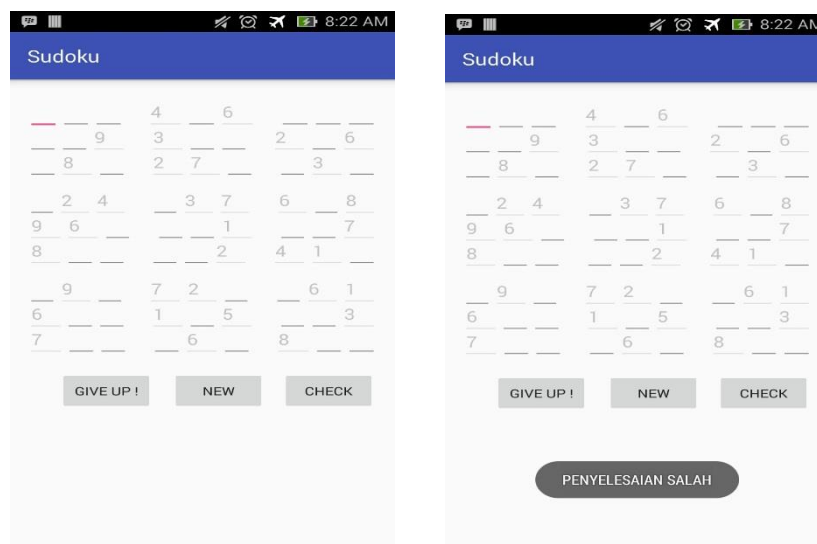 8:22 AM
Sudoku
4 6
9 3 2 6
8 2 7 3
2 4 3 7 6 8
9 6 1 7
8 2 4 1
9 7 2 6 1
6 1 5 3
7 6 8
GIVE UP ! NEW CHECK
8:22 AM
Sudoku
4 6
9 3 2 6
8 2 7 3
2 4 3 7 6 8
9 6 1 7
8 2 4 1
9 7 2 6 1
6 1 5 3
7 6 8
GIVE UP ! NEW CHECK
PENYELESAIAN SALAH